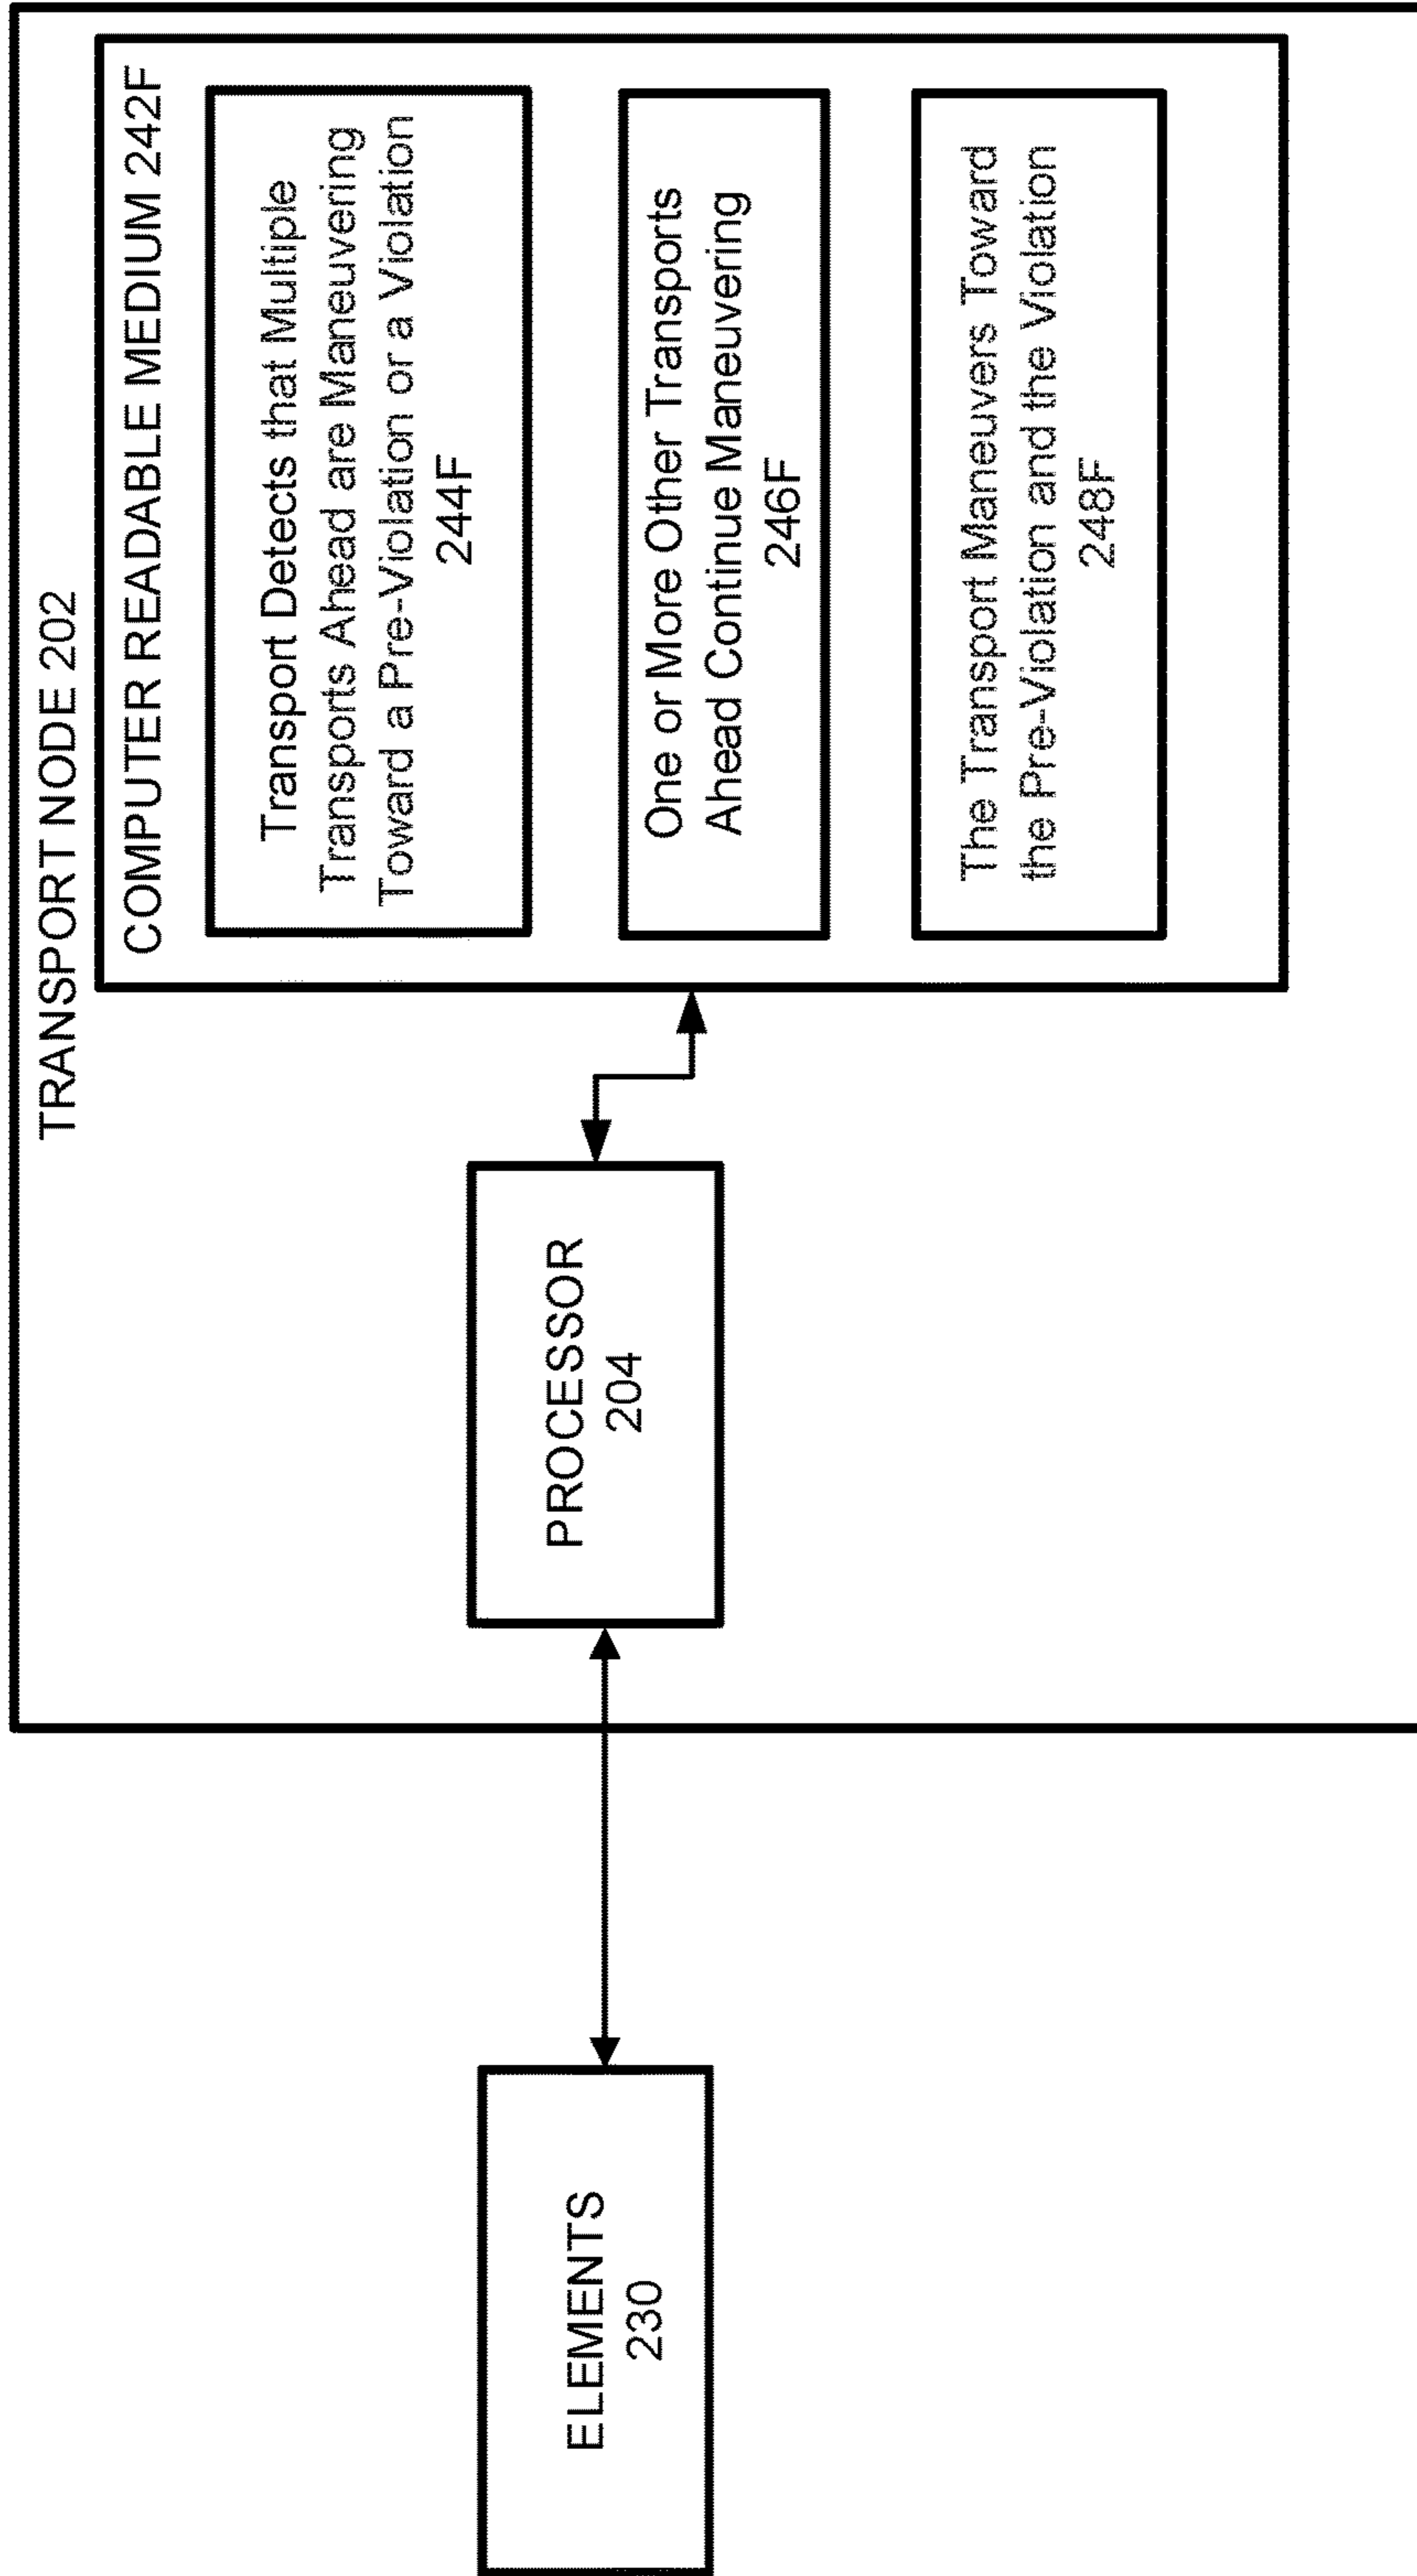 TRANSPORT NODE 202
COMPUTER READABLE MEDIUM 242F
Transport Detects that Multiple
Transports Ahead are Maneuvering
Toward a Pre-Violation or a Violation
244F
One or More Other Transports
Ahead Continue Maneuvering
246F
The Transport Maneuvers Toward
the Pre-Violation and the Violation
248F
PROCESSOR
204
ELEMENTS
230